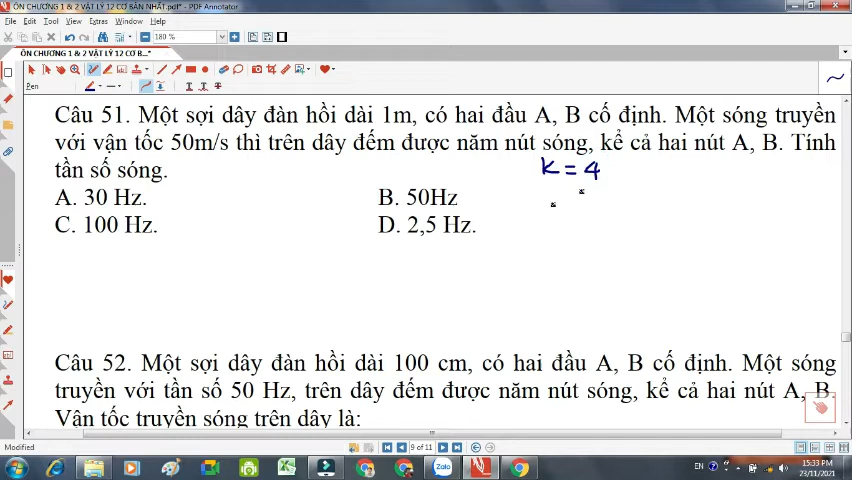 ÔN CHƯƠNG 1 & 2 VẬT LÝ 12 CƠ BẢN NHẤT.pdf* - PDF Annotator
File Edit View Tool Extras Window Help
180 %
ÔN CHƯƠNG 1 & 2 VẬT LÝ 12 CƠ B...*
Pen
Câu 51. Một sợi dây đàn hồi dài 1m, có hai đầu A, B cố định. Một sóng truyền
với vận tốc 50m/s thì trên dây đếm được năm nút sóng, kể cả hai nút A, B. Tính
tần số sóng.
K = 4
A. 30 Hz. B. 50Hz
C. 100 Hz. D. 2,5 Hz.
Câu 52. Một sợi dây đàn hồi dài 100 cm, có hai đầu A, B cố định. Một sóng
truyền với tần số 50 Hz, trên dây đếm được năm nút sóng, kể cả hai nút A, B.
Vận tốc truyền sóng trên dây là:
Modified 9 of 11
Zalo EN 15:33 PM
23/11/2021